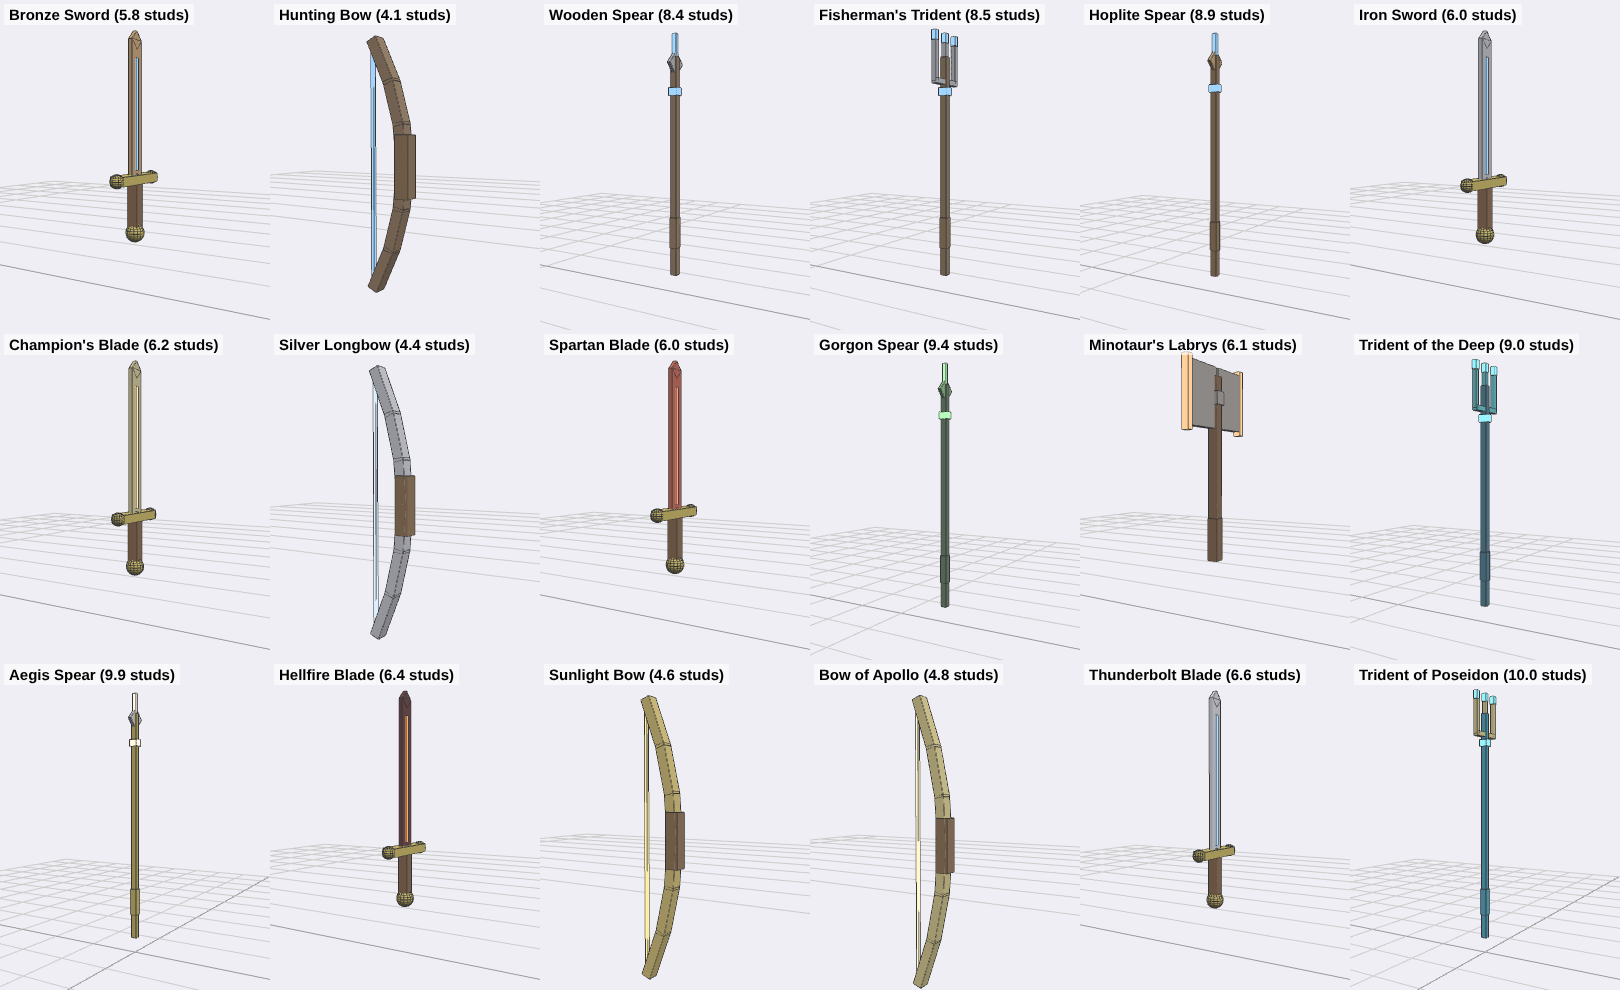 Bronze Sword (5.8 studs)
Hunting Bow (4.1 studs)
Wooden Spear (8.4 studs)
Fisherman's Trident (8.5 studs)
Hoplite Spear (8.9 studs)
Iron Sword (6.0 studs)
Champion's Blade (6.2 studs)
Silver Longbow (4.4 studs)
Spartan Blade (6.0 studs)
Gorgon Spear (9.4 studs)
Minotaur's Labrys (6.1 studs)
Trident of the Deep (9.0 studs)
Aegis Spear (9.9 studs)
Hellfire Blade (6.4 studs)
Sunlight Bow (4.6 studs)
Bow of Apollo (4.8 studs)
Thunderbolt Blade (6.6 studs)
Trident of Poseidon (10.0 studs)